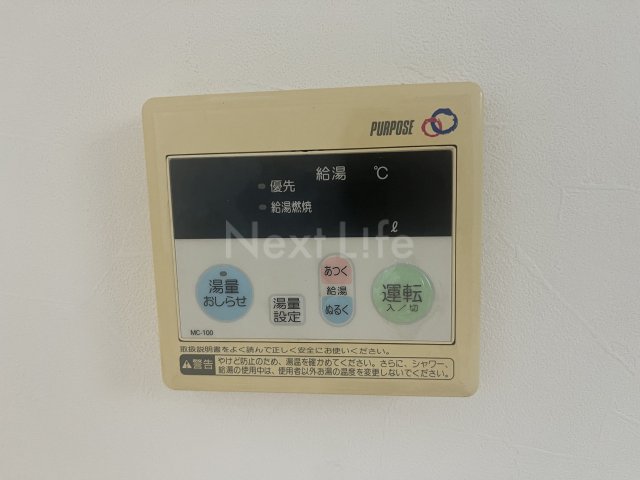 PURPOSE
給湯 ℃
優先
給湯燃焼
ℓ
Next L!fe
湯量
おしらせ
湯量
設定
あつく
給湯
ぬるく
運転
入/切
MC-100
取扱説明書をよく読んで正しく安全にお使いください。
警告
やけど防止のため、湯温を確かめてください。さらに、シャワー、
給湯の使用中は、使用者以外お湯の温度を変更しないでください。